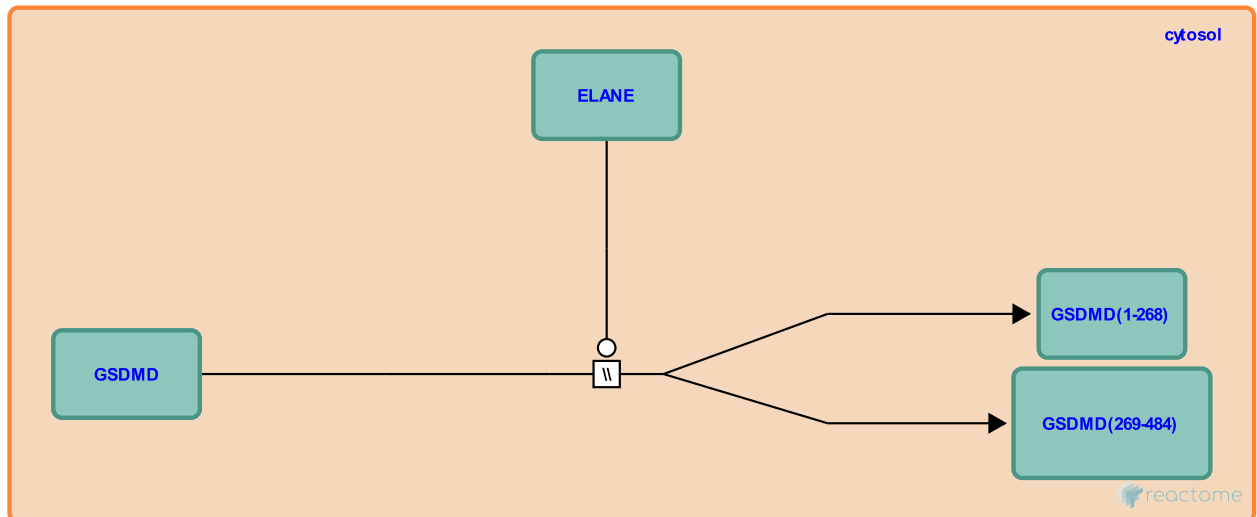 cytosol
ELANE
GSDMD
\\
GSDMD(1-268)
GSDMD(269-484)
reactome